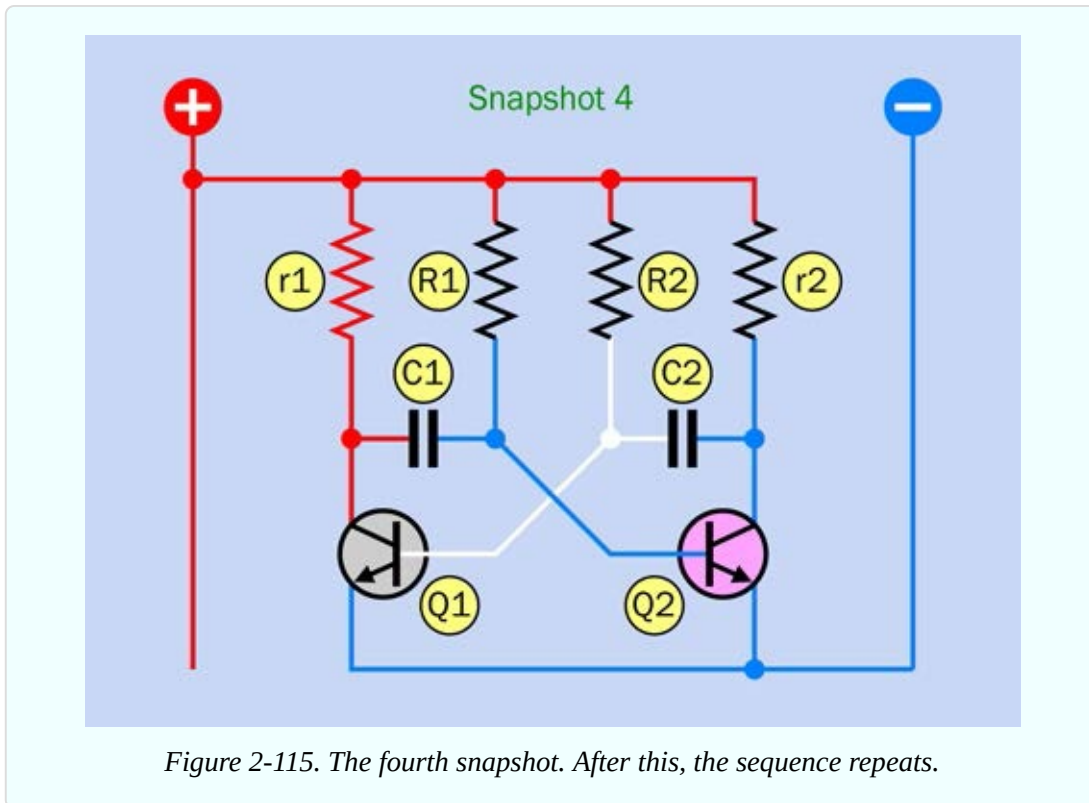 Snapshot 4
r1 R1 R2 r2
C1 C2
Q1 Q2
Figure 2-115. The fourth snapshot. After this, the sequence repeats.